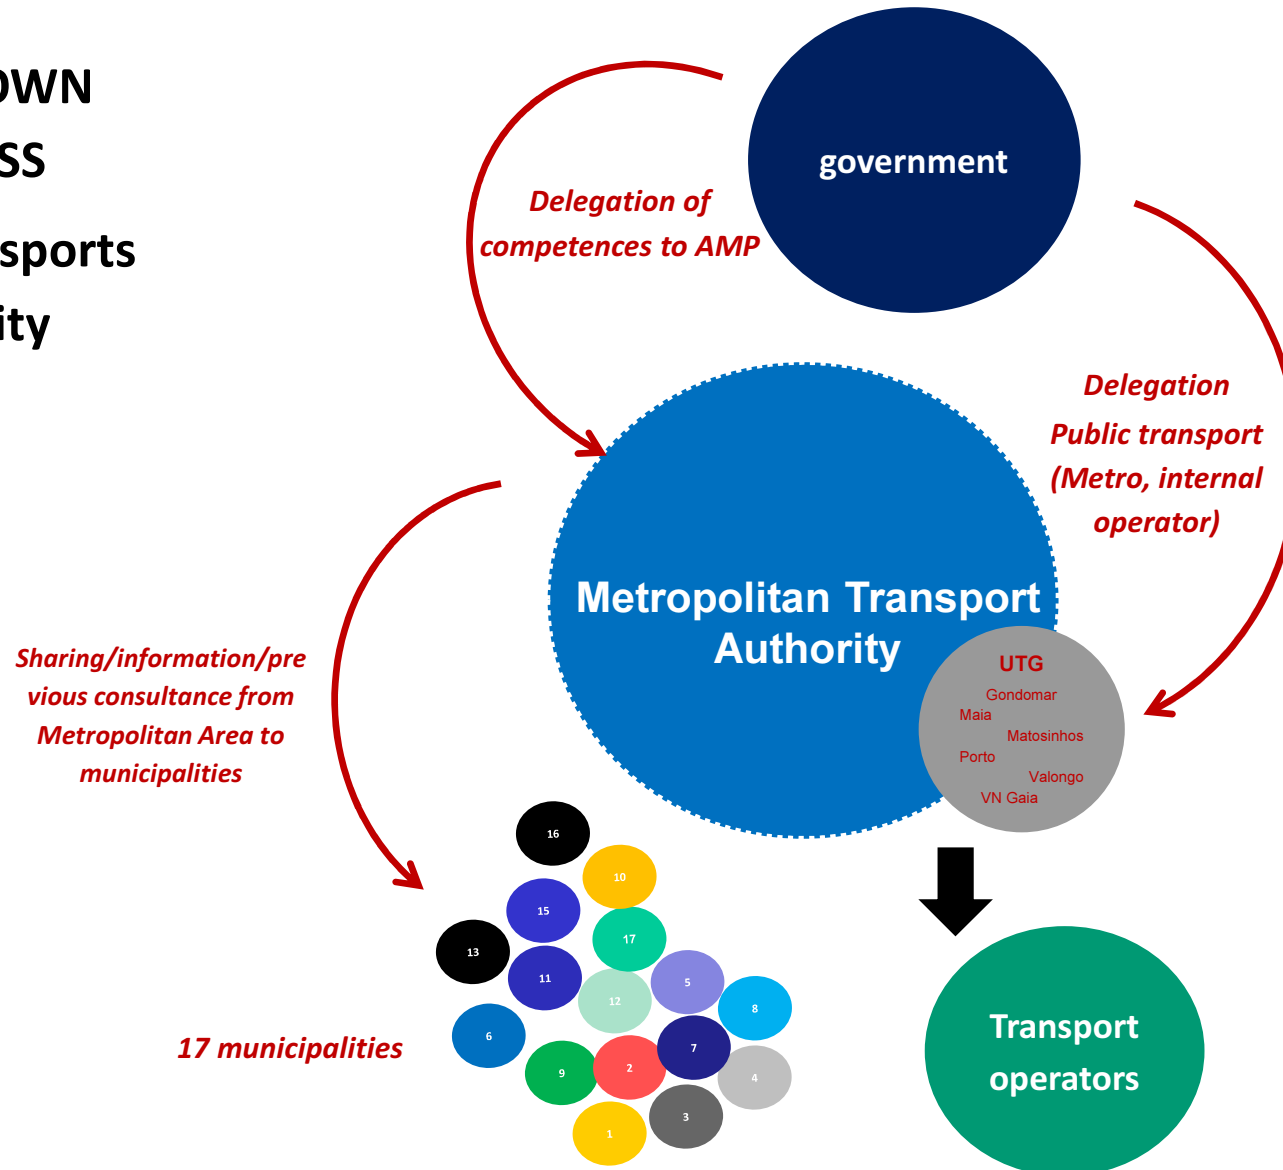 OWN
SS
sports
ity
government
Delegation of
competences to AMP
Delegation
Public transport
(Metro, internal
operator)
Metropolitan Transport
Authority
UTG
Gondomar
Maia
Matosinhos
Porto
Valongo
VN Gaia
Sharing/information/pre
vious consultance from
Metropolitan Area to
municipalities
16
10
15
17
13
11
5
12
8
6
7
2
9
4
3
1
17 municipalities
Transport
operators